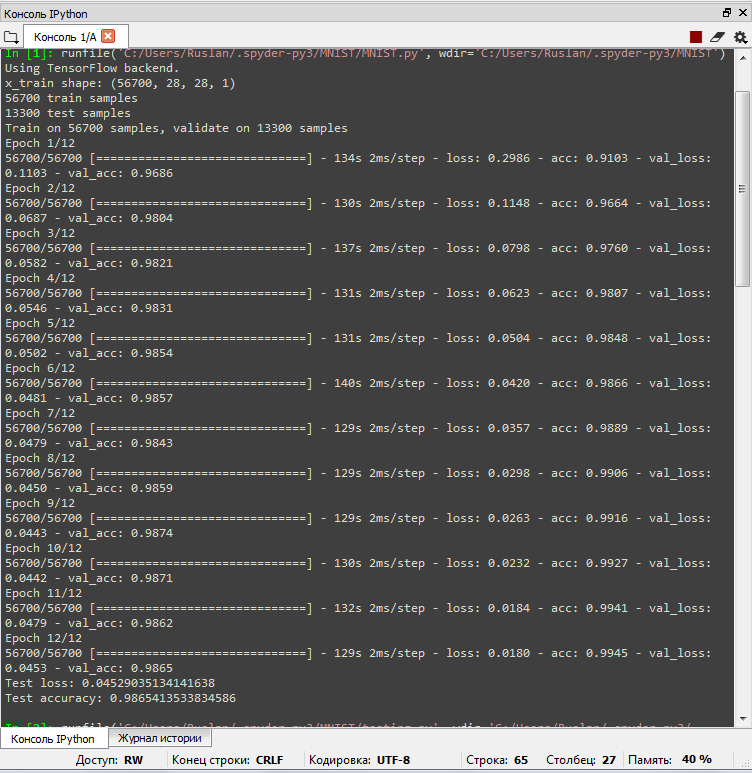 Консоль IPython
Консоль 1/A
In [1]: runfile('C:/Users/Ruslan/.spyder-py3/MNIST/MNIST.py', wdir='C:/Users/Ruslan/.spyder-py3/MNIST')
Using TensorFlow backend.
x_train shape: (56700, 28, 28, 1)
56700 train samples
13300 test samples
Train on 56700 samples, validate on 13300 samples
Epoch 1/12
56700/56700 [==============================] - 134s 2ms/step - loss: 0.2986 - acc: 0.9103 - val_loss:
0.1103 - val_acc: 0.9686
Epoch 2/12
56700/56700 [==============================] - 130s 2ms/step - loss: 0.1148 - acc: 0.9664 - val_loss:
0.0687 - val_acc: 0.9804
Epoch 3/12
56700/56700 [==============================] - 137s 2ms/step - loss: 0.0798 - acc: 0.9760 - val_loss:
0.0582 - val_acc: 0.9821
Epoch 4/12
56700/56700 [==============================] - 131s 2ms/step - loss: 0.0623 - acc: 0.9807 - val_loss:
0.0546 - val_acc: 0.9831
Epoch 5/12
56700/56700 [==============================] - 131s 2ms/step - loss: 0.0504 - acc: 0.9848 - val_loss:
0.0502 - val_acc: 0.9854
Epoch 6/12
56700/56700 [==============================] - 140s 2ms/step - loss: 0.0420 - acc: 0.9866 - val_loss:
0.0481 - val_acc: 0.9857
Epoch 7/12
56700/56700 [==============================] - 129s 2ms/step - loss: 0.0357 - acc: 0.9889 - val_loss:
0.0479 - val_acc: 0.9843
Epoch 8/12
56700/56700 [==============================] - 129s 2ms/step - loss: 0.0298 - acc: 0.9906 - val_loss:
0.0450 - val_acc: 0.9859
Epoch 9/12
56700/56700 [==============================] - 129s 2ms/step - loss: 0.0263 - acc: 0.9916 - val_loss:
0.0443 - val_acc: 0.9874
Epoch 10/12
56700/56700 [==============================] - 130s 2ms/step - loss: 0.0232 - acc: 0.9927 - val_loss:
0.0442 - val_acc: 0.9871
Epoch 11/12
56700/56700 [==============================] - 132s 2ms/step - loss: 0.0184 - acc: 0.9941 - val_loss:
0.0479 - val_acc: 0.9862
Epoch 12/12
56700/56700 [==============================] - 129s 2ms/step - loss: 0.0180 - acc: 0.9945 - val_loss:
0.0453 - val_acc: 0.9865
Test loss: 0.04529035134141638
Test accuracy: 0.9865413533834586
In [2]: runfile('C:/Users/Ruslan/.spyder-py3/MNIST/testing.py', wdir='C:/Users/Ruslan/.spyder-py3/
Консоль IPython Журнал истории
Доступ: RW Конец строки: CRLF Кодировка: UTF-8 Строка: 65 Столбец: 27 Память: 40 %